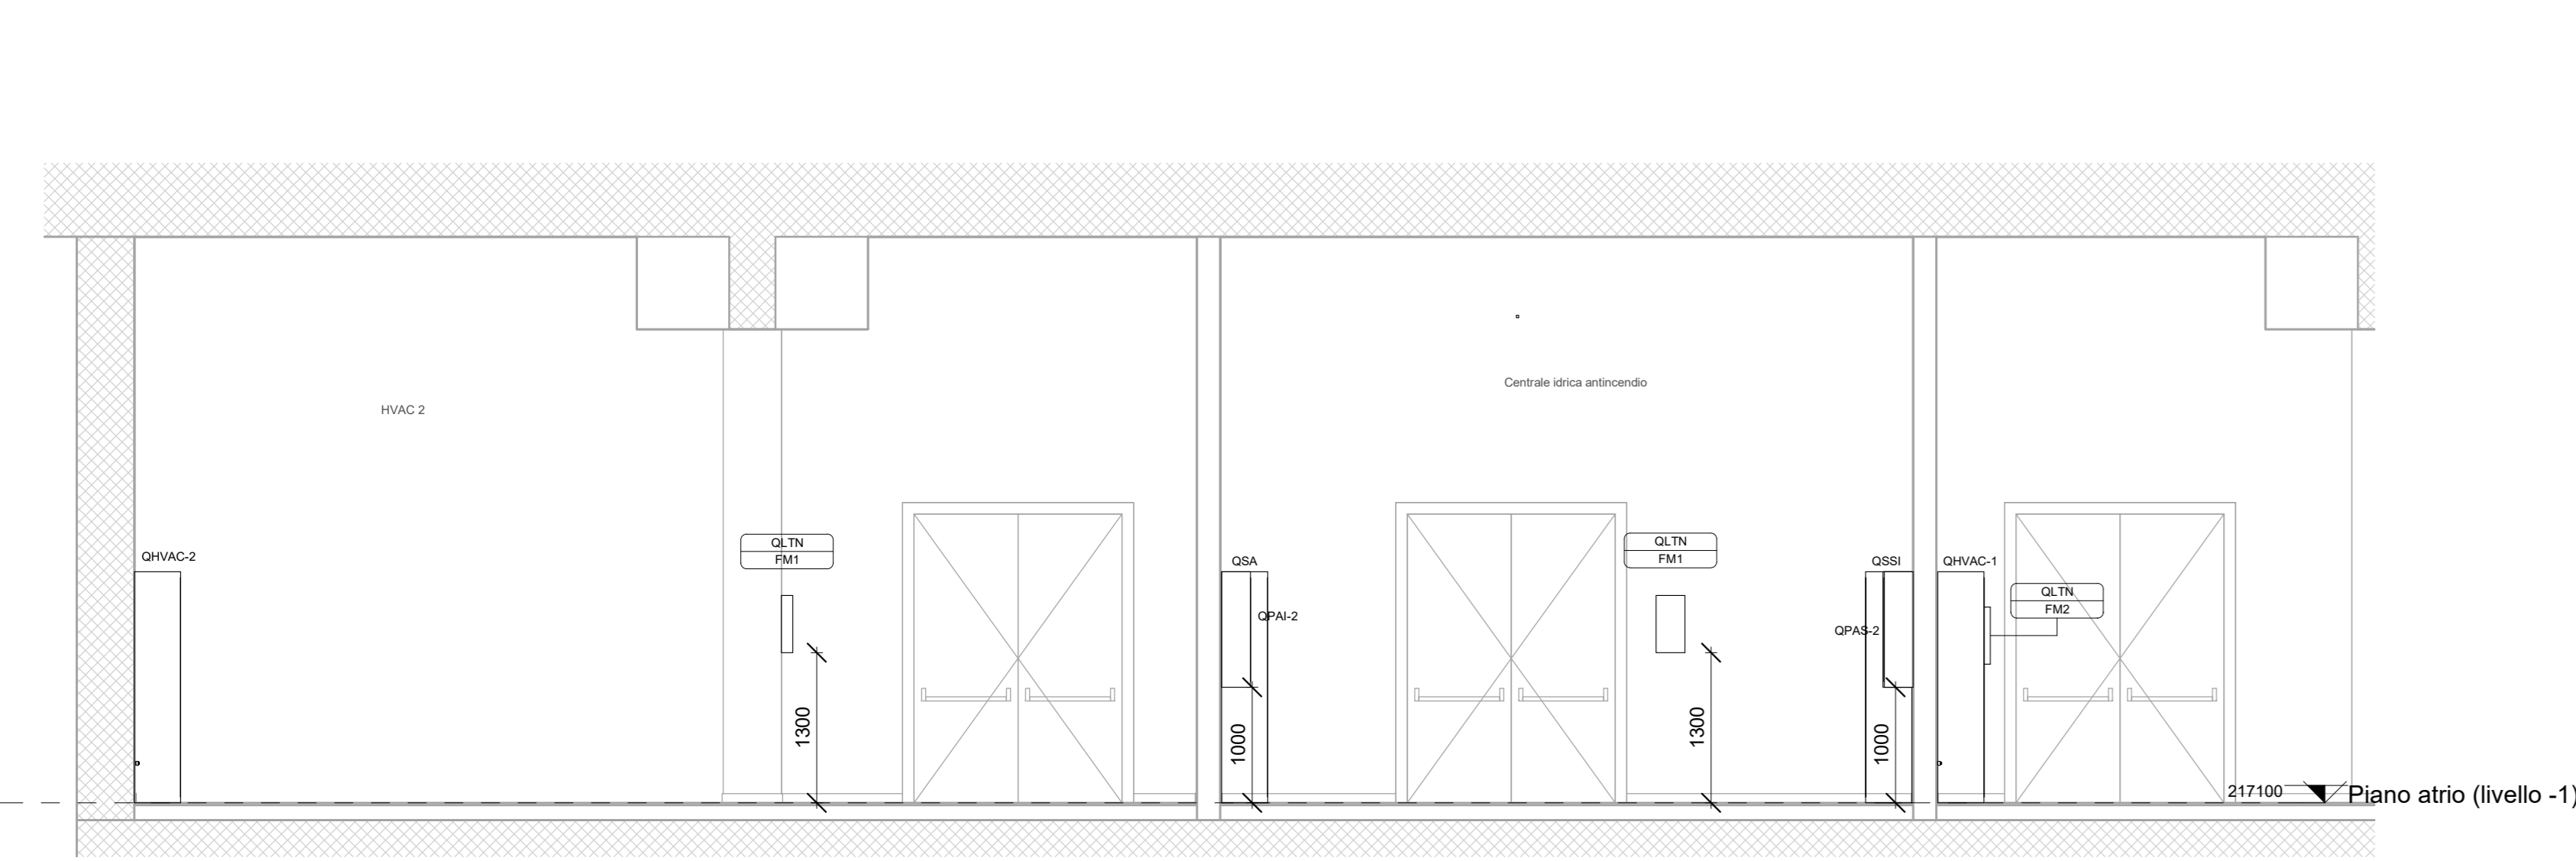 Centrale idrica antincendio
HVAC 2
QLTN
FM1
QLTN
FM1
QHVAC-2
QSA
QSSI
QHVAC-1
QLTN
FM2
QPAI-2
QPAS-2
1300
1000
1300
1000
217100
Piano atrio (livello -1)